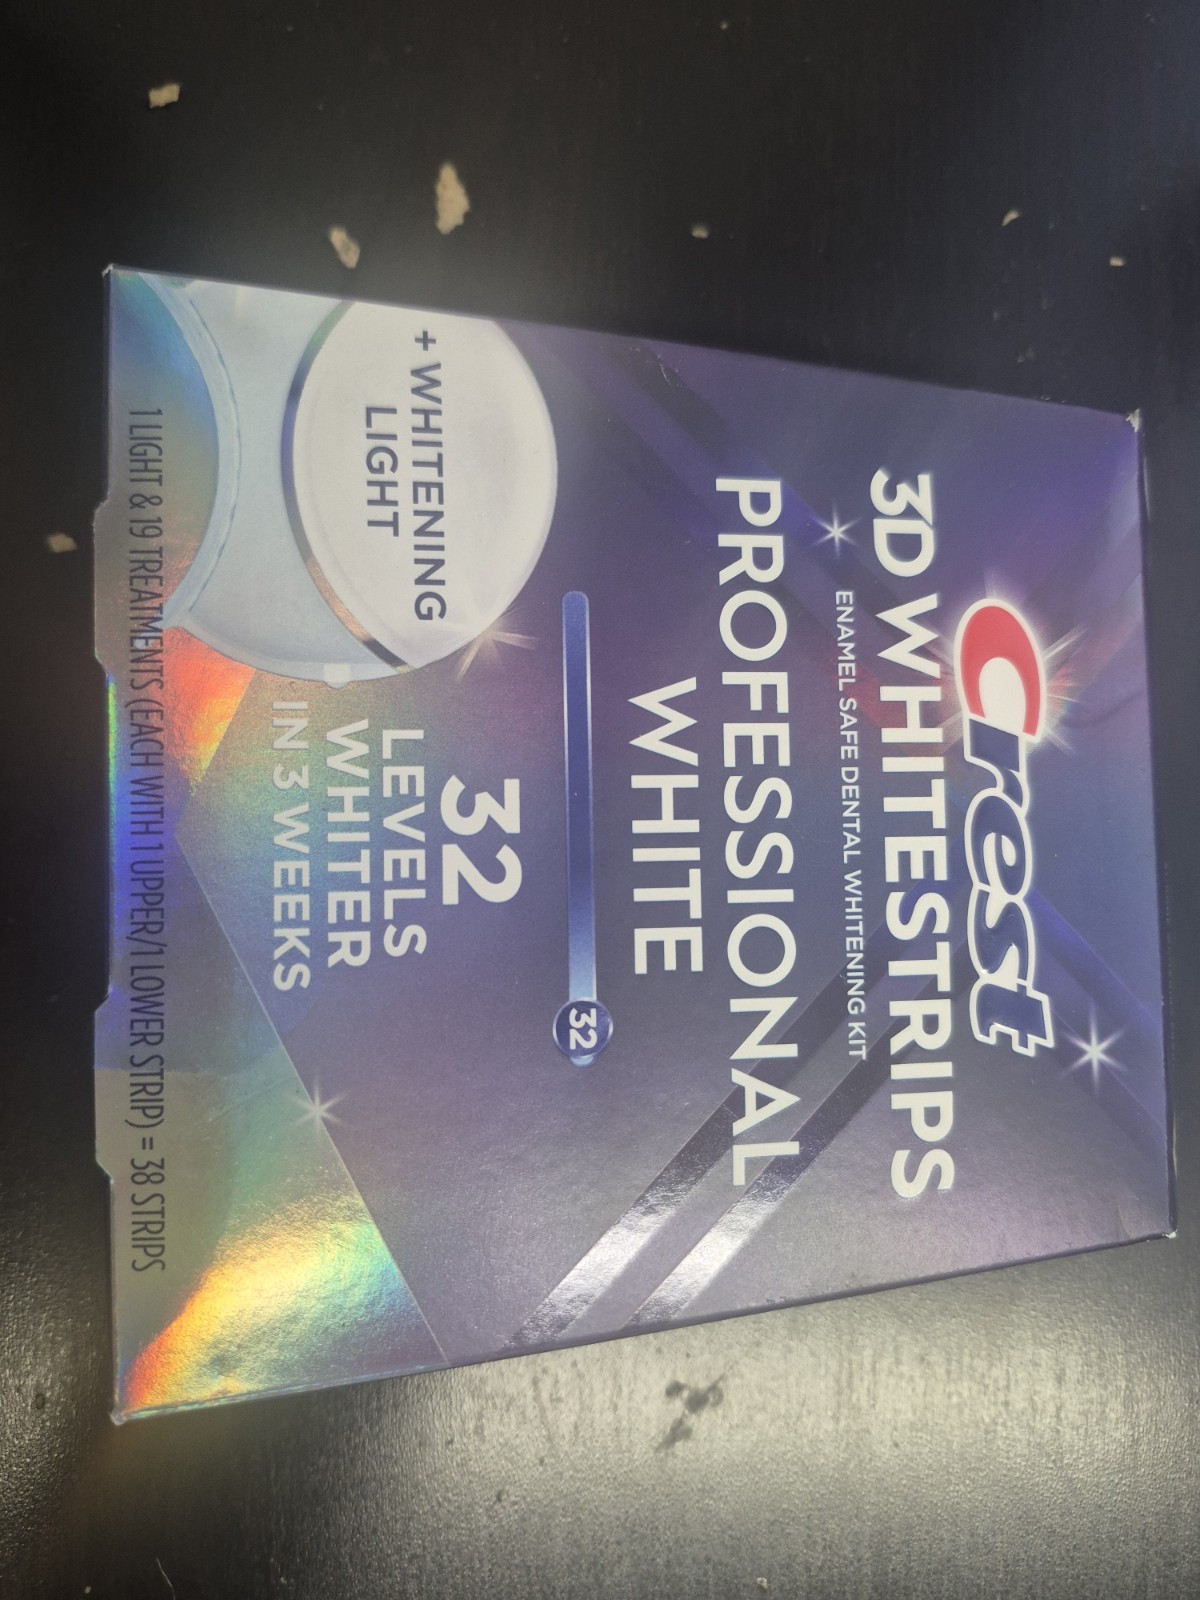 Crest
3D WHITESTRIPS
ENAMEL SAFE DENTAL WHITENING KIT
PROFESSIONAL
WHITE
32
+ WHITENING
LIGHT
32
LEVELS
WHITER
IN 3 WEEKS
1 LIGHT & 19 TREATMENTS (EACH WITH 1 UPPER/1 LOWER STRIP) = 38 STRIPS